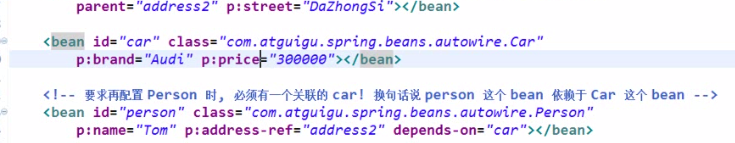 parent="address2" p:street="DaZhongSi"></bean>
<bean id="car" class="com.atguigu.spring.beans.autowire.Car"
p:brand="Audi" p:price="300000"></bean>
<!-- 要求再配置 Person 时, 必须有一个关联的 car! 换句话说 person 这个 bean 依赖于 Car 这个 bean -->
<bean id="person" class="com.atguigu.spring.beans.autowire.Person"
p:name="Tom" p:address-ref="address2" depends-on="car"></bean>